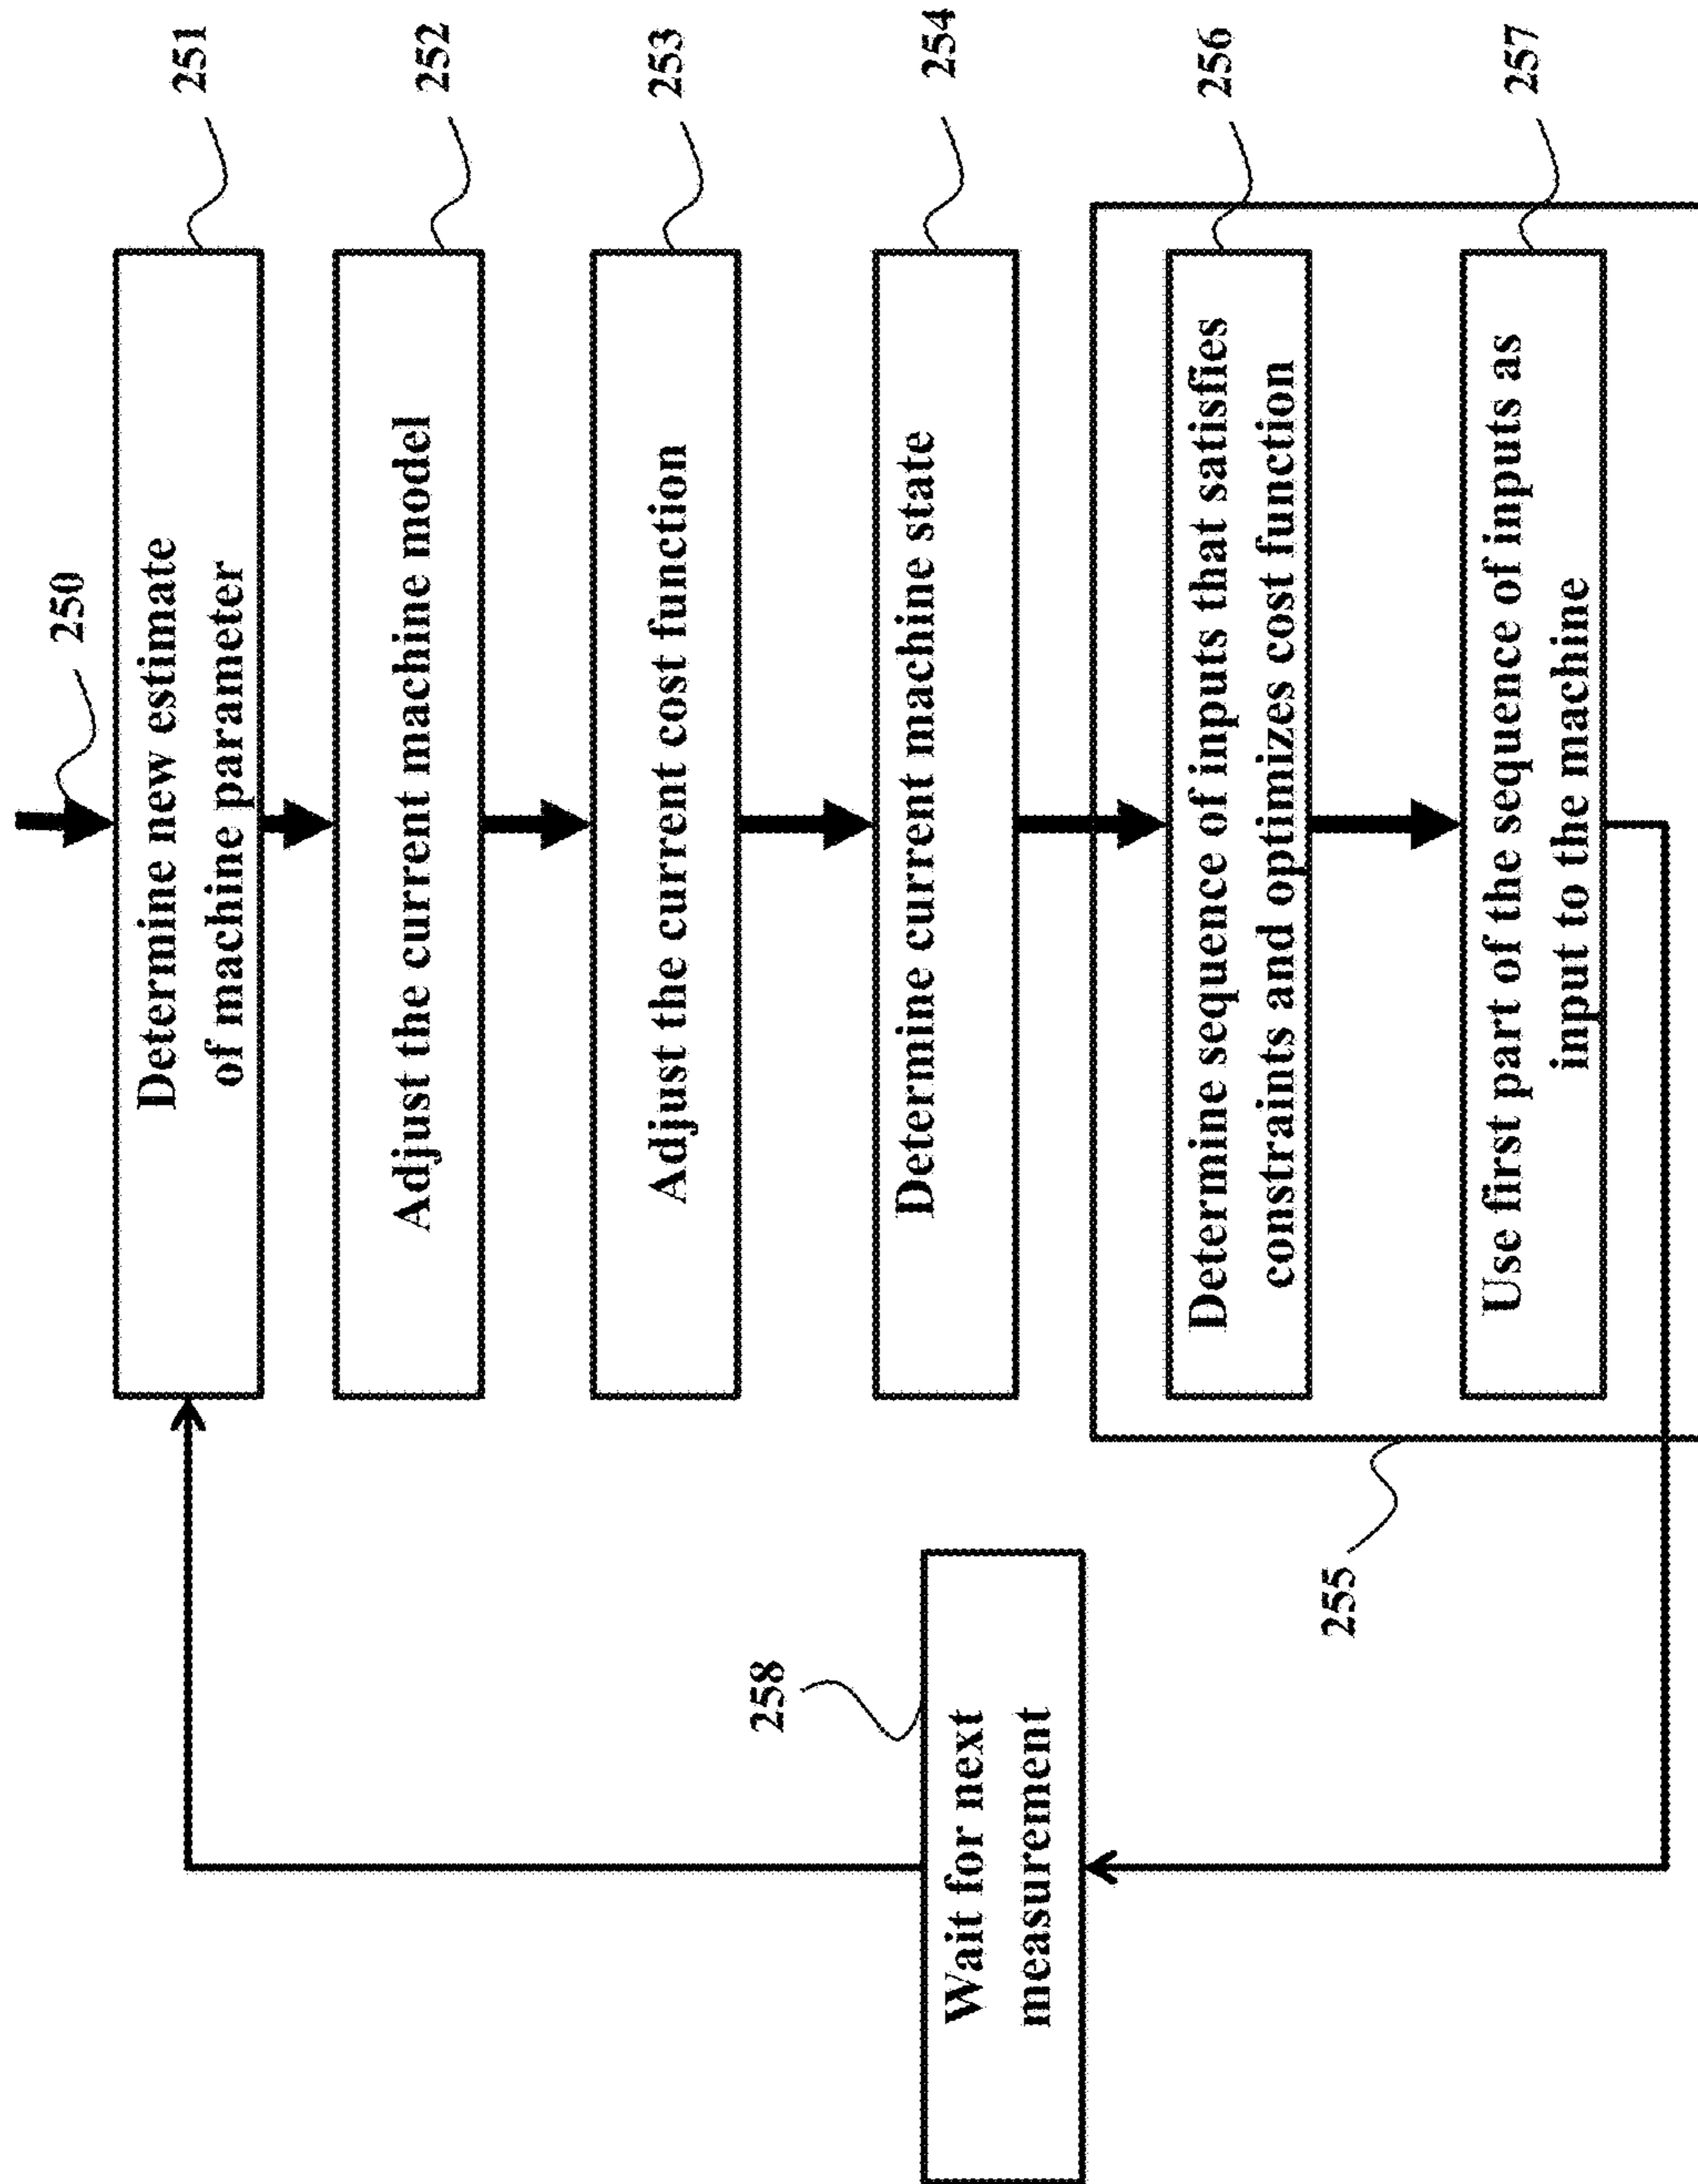 250
Determine new estimate
of machine parameter
251
Adjust the current machine model
252
Adjust the current cost function
253
Determine current machine state
254
Determine sequence of inputs that satisfies
constraints and optimizes cost function
256
Use first part of the sequence of inputs as
input to the machine
257
255
258
Wait for next
measurement